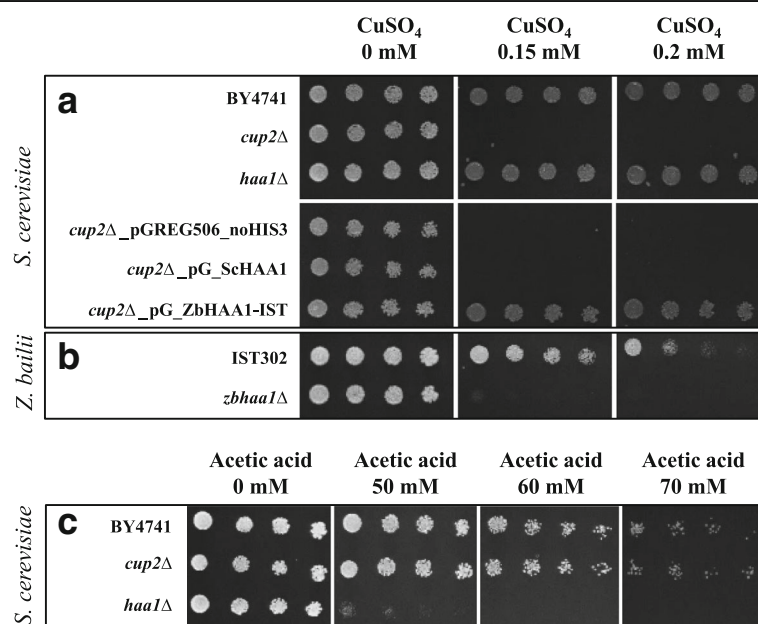 CuSO4 CuSO4 CuSO4
0 mM 0.15 mM 0.2 mM
a
BY4741
cup2Δ
haa1Δ
S. cerevisiae
cup2Δ_pGREG506_noHIS3
cup2Δ_pG_ScHAA1
cup2Δ_pG_ZbHAA1-IST
b
IST302
zbhaa1Δ
Z. bailii
Acetic acid Acetic acid Acetic acid Acetic acid
0 mM 50 mM 60 mM 70 mM
c
BY4741
cup2Δ
haa1Δ
S. cerevisiae